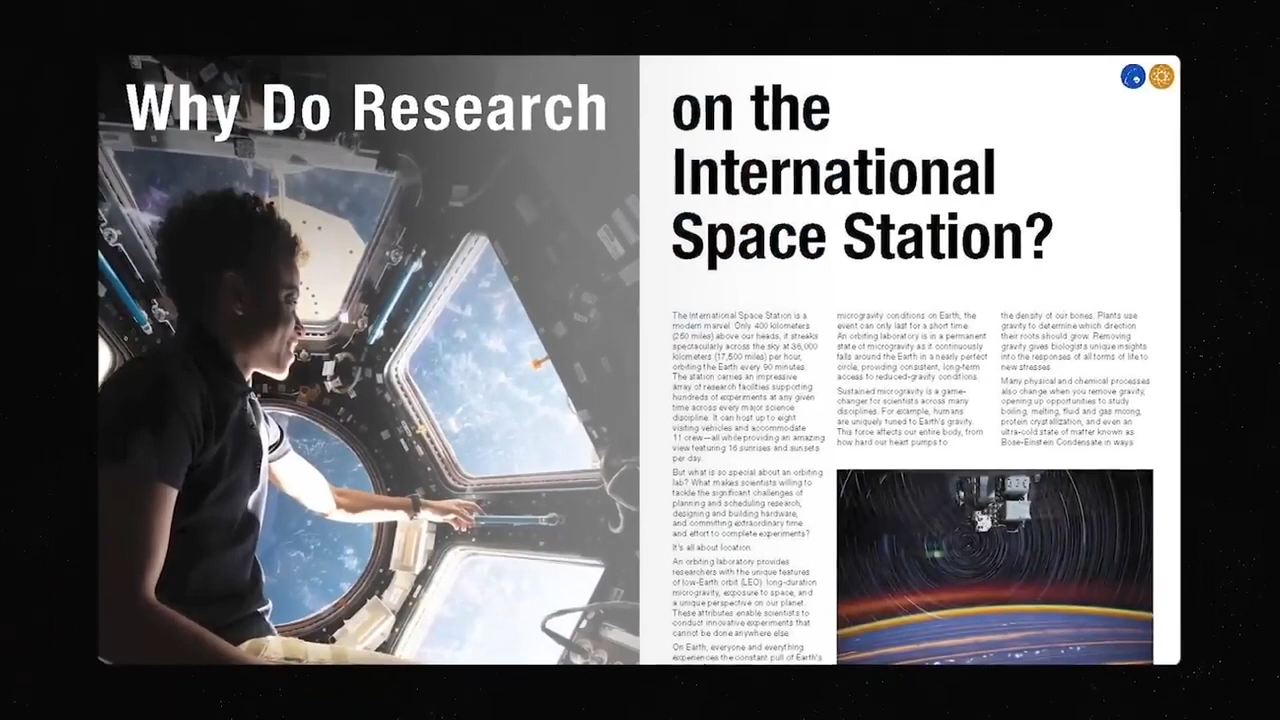 Why Do Research
on the
International
Space Station?
The International Space Station is a
modern marvel. Only 400 kilometers
(250 miles) above our heads, it streaks
spectacularly across the sky at 36,000
kilometers (17,500 miles) per hour,
orbiting the Earth every 90 minutes.
The station carries an impressive
array of research facilities supporting
hundreds of experiments at any given
time across every major science
discipline. It can host up to eight
visiting vehicles and accommodate
11 crew—all while providing an amazing
view featuring 16 sunrises and sunsets
per day.
But what is so special about an orbiting
lab? What makes scientists willing to
tackle the significant challenges of
planning and scheduling research,
designing and building hardware,
and committing extraordinary time
and effort to complete experiments?
It's all about location.
An orbiting laboratory provides
researchers with the unique features
of low-Earth orbit (LEO): long-duration
microgravity, exposure to space, and
a unique perspective on our planet.
These attributes enable scientists to
conduct innovative experiments that
cannot be done anywhere else.
On Earth, everyone and everything
experiences the constant pull of Earth's
microgravity conditions on Earth, the
event can only last for a short time.
An orbiting laboratory is in a permanent
state of microgravity as it continuously
falls around the Earth in a nearly perfect
circle, providing consistent, long-term
access to reduced-gravity conditions.
Sustained microgravity is a game-
changer for scientists across many
disciplines. For example, humans
are uniquely tuned to Earth's gravity.
This force affects our entire body, from
how hard our heart pumps to
the density of our bones. Plants use
gravity to determine which direction
their roots should grow. Removing
gravity gives biologists unique insights
into the responses of all forms of life to
new stresses.
Many physical and chemical processes
also change when you remove gravity,
opening up opportunities to study
boiling, melting, fluid and gas mixing,
protein crystallization, and even an
ultra-cold state of matter known as
Bose-Einstein Condensate in ways